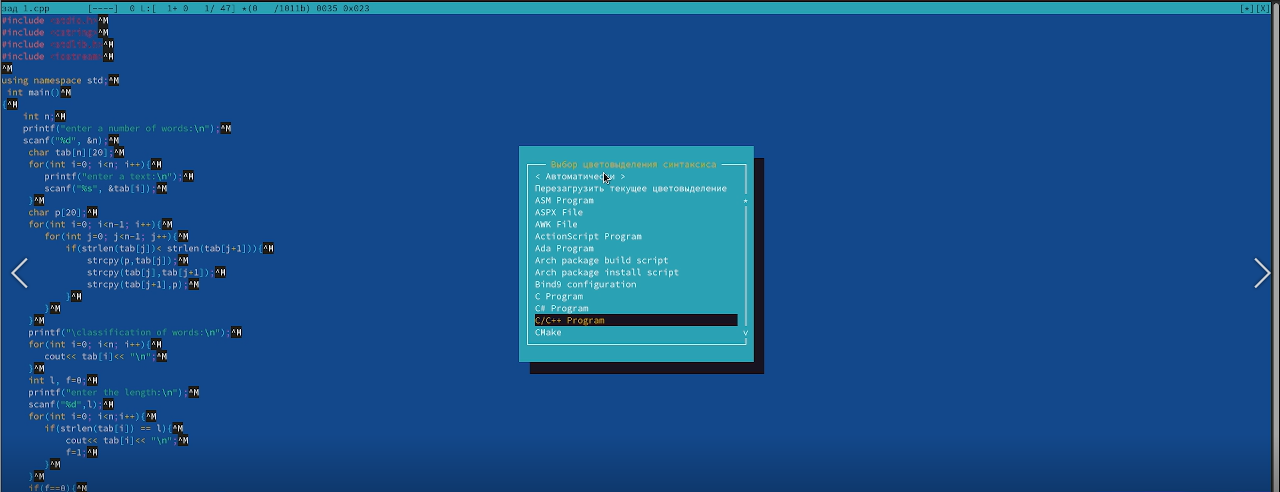 зад 1.cpp [----] 0 L:[ 1+ 0 1/ 47] *(0 /1011b) 0035 0x023 [*][X]
#include <stdio.h>^M
#include <cstring>^M
#include <stdlib.h>^M
#include <iostream>^M
^M
using namespace std;^M
int main()^M
{^M
int n;^M
printf("enter a number of words:\n");^M
scanf("%d", &n);^M
char tab[n][20];^M
for(int i=0; i<n; i++){^M
printf("enter a text:\n");^M
scanf("%s", &tab[i]);^M
}^M
char p[20];^M
for(int i=0; i<n-1; i++){^M
for(int j=0; j<n-1; j++){^M
if(strlen(tab[j])< strlen(tab[j+1])){^M
strcpy(p,tab[j]);^M
strcpy(tab[j],tab[j+1]);^M
strcpy(tab[j+1],p);^M
}^M
}^M
}^M
printf("\classification of words:\n");^M
for(int i=0; i<n; i++){^M
cout<< tab[i]<< "\n";^M
}^M
int l, f=0;^M
printf("enter the length:\n");^M
scanf("%d",l);^M
for(int i=0; i<n;i++){^M
if(strlen(tab[i]) == l){^M
cout<< tab[i]<< "\n";^M
f=1;^M
}^M
}^M
if(f==0){^M
Выбор цветовыделения синтаксиса
< Автоматически >
Перезагрузить текущее цветовыделение
ASM Program
ASPX File
AWK File
ActionScript Program
Ada Program
Arch package build script
Arch package install script
Bind9 configuration
C Program
C# Program
C/C++ Program
CMake